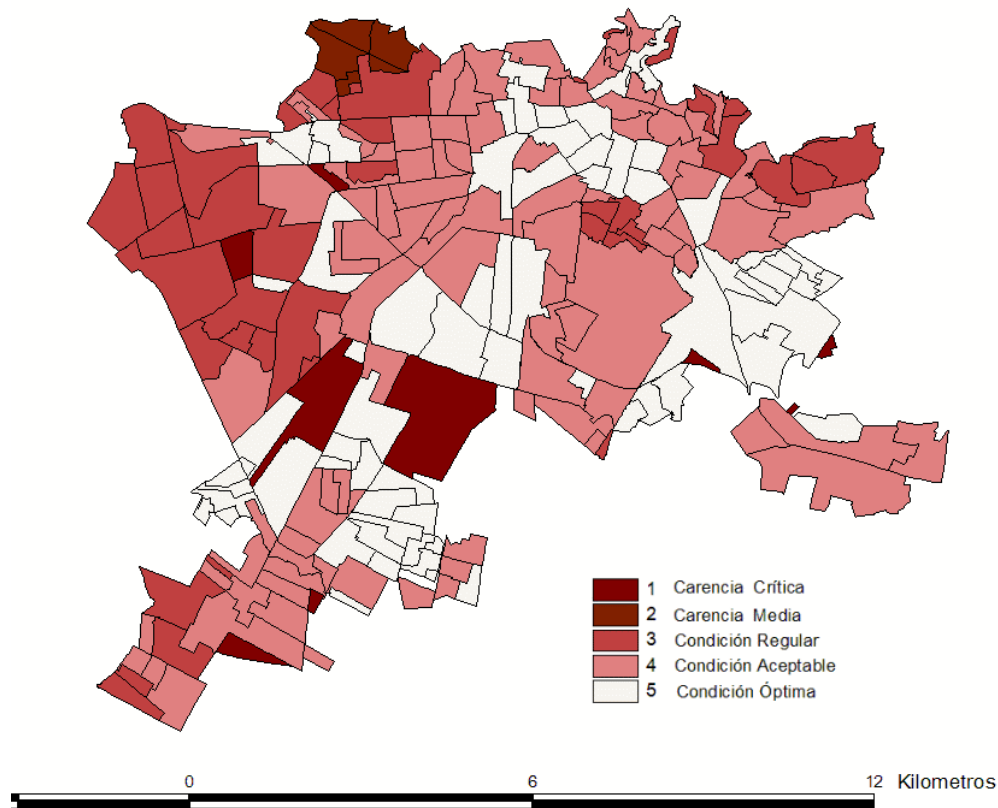 1 Carencia Crítica
2 Carencia Media
3 Condición Regular
4 Condición Aceptable
5 Condición Óptima
0 6 12 Kilometros